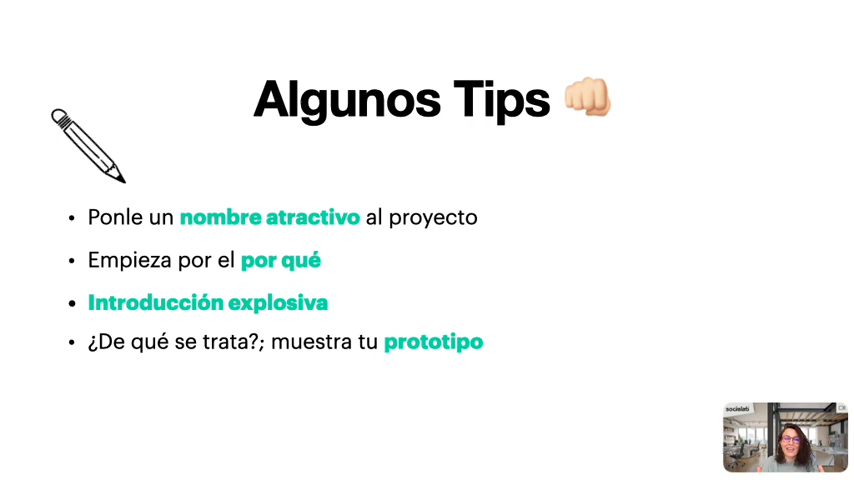 Algunos Tips
Ponle un nombre atractivo al proyecto
Empieza por el por qué
Introducción explosiva
¿De qué se trata?; muestra tu prototipo
socialab